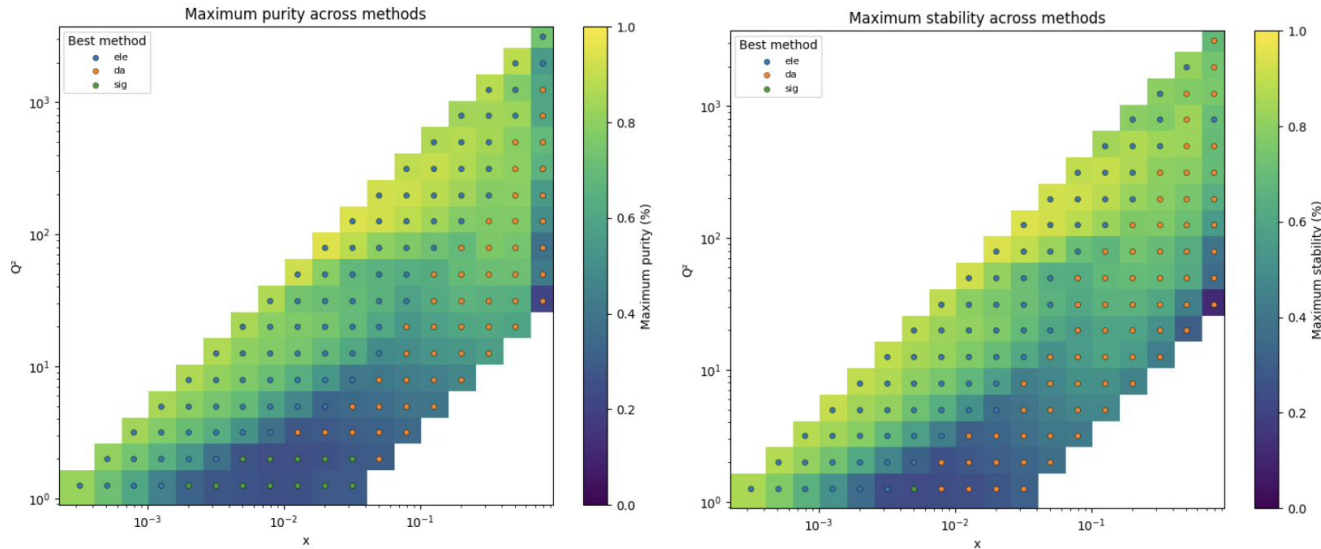 Maximum purity across methods
Best method
ele
da
sig
10³
10²
10¹
10⁰
Q²
10⁻³
10⁻²
10⁻¹
x
1.0
0.8
0.6
0.4
0.2
0.0
Maximum purity (%)
Maximum stability across methods
Best method
ele
da
sig
10³
10²
10¹
10⁰
Q²
10⁻³
10⁻²
10⁻¹
x
1.0
0.8
0.6
0.4
0.2
0.0
Maximum stability (%)